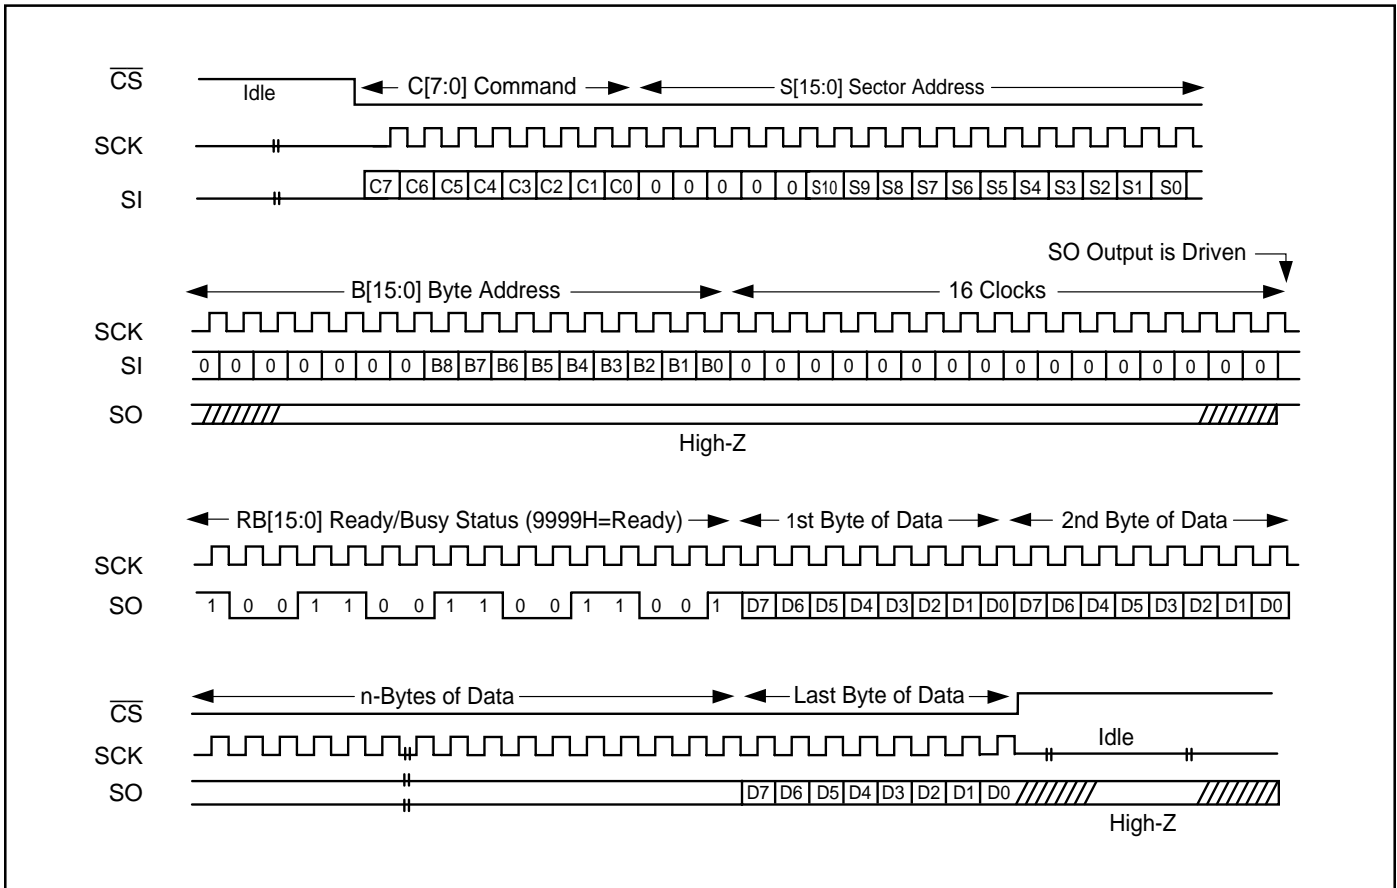 CS C[7:0] Command S[15:0] Sector Address
Idle
SCK
SI C7 C6 C5 C4 C3 C2 C1 C0 0 0 0 0 0 S10 S9 S8 S7 S6 S5 S4 S3 S2 S1 S0
SO Output is Driven
B[15:0] Byte Address 16 Clocks
SCK
SI 0 0 0 0 0 0 0 B8 B7 B6 B5 B4 B3 B2 B1 B0 0 0 0 0 0 0 0 0 0 0 0 0 0 0 0 0
SO
High-Z
RB[15:0] Ready/Busy Status (9999H=Ready) 1st Byte of Data 2nd Byte of Data
SCK
SO 1 0 0 1 1 0 0 1 1 0 0 1 1 0 0 1 D7 D6 D5 D4 D3 D2 D1 D0 D7 D6 D4 D5 D3 D2 D1 D0
n-Bytes of Data Last Byte of Data
CS
Idle
SCK
SO D7 D6 D5 D4 D3 D2 D1 D0
High-Z